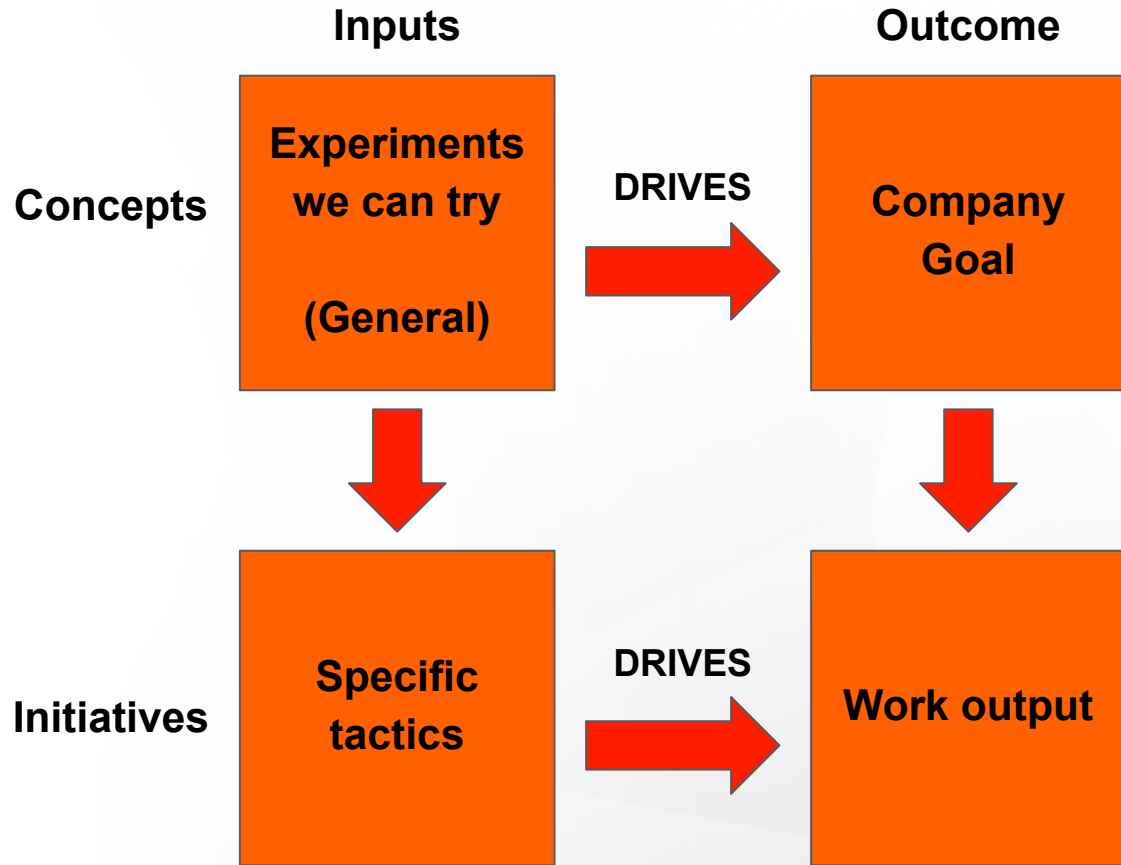 Inputs
Outcome
Concepts
Experiments
we can try
(General)
DRIVES
Company
Goal
Initiatives
Specific
tactics
DRIVES
Work output